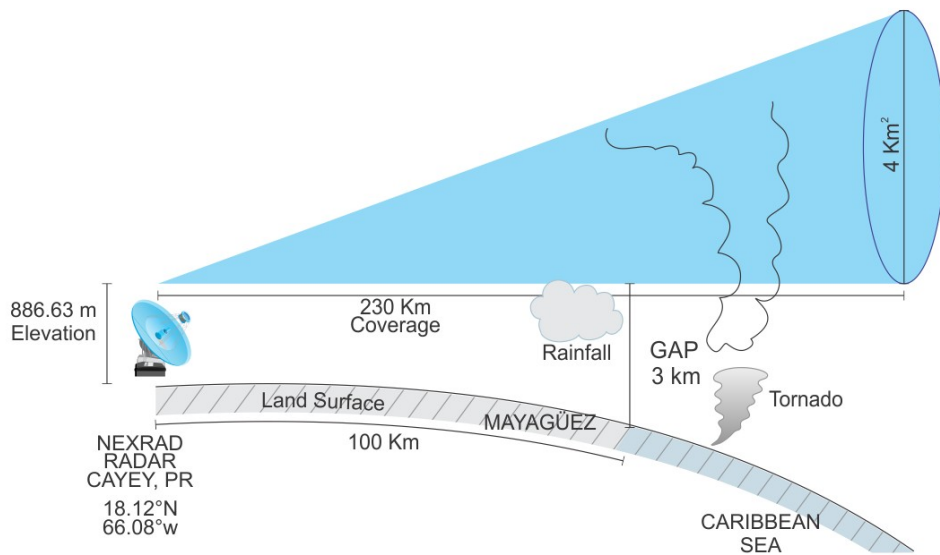 4 Km²
886.63 m
Elevation
230 Km
Coverage
Rainfall
GAP
3 km
Tornado
Land Surface
MAYAGÜEZ
100 Km
NEXRAD
RADAR
CAYEY, PR
18.12°N
66.08°w
CARIBBEAN
SEA